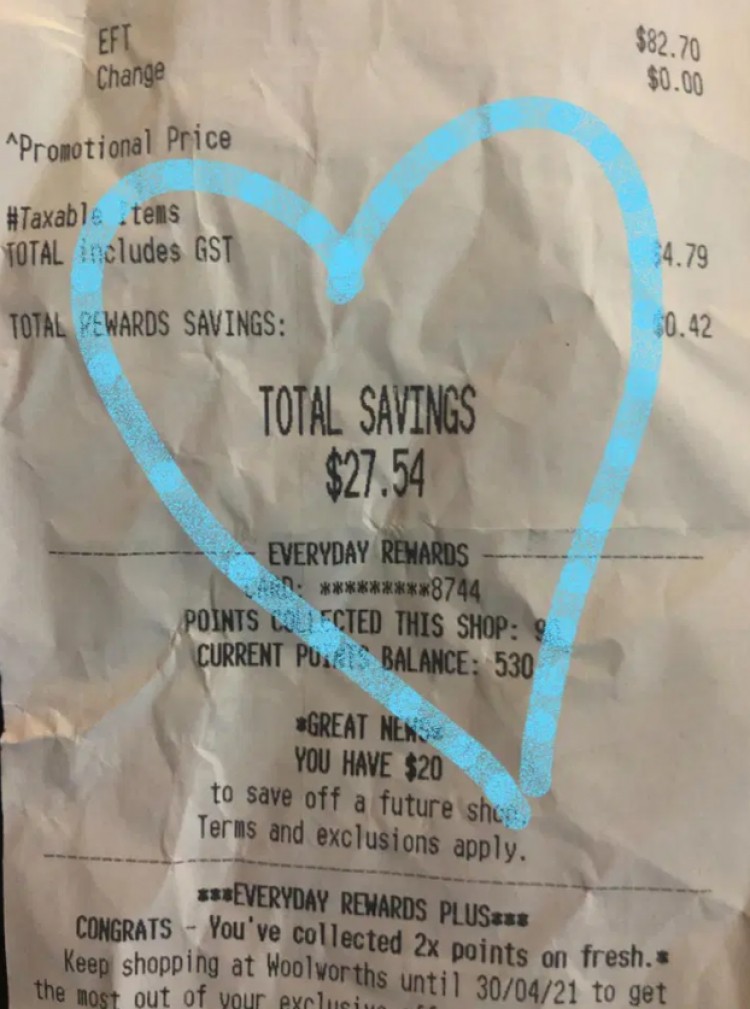 EFT $82.70
Change $0.00
^Promotional Price
#Taxable Items
TOTAL includes GST $4.79
TOTAL REWARDS SAVINGS: $0.42
TOTAL SAVINGS
$27.54
EVERYDAY REWARDS
CARD: *********8744
POINTS COLLECTED THIS SHOP:
CURRENT POINTS BALANCE: 530
*GREAT NEWS*
YOU HAVE $20
to save off a future shop.
Terms and exclusions apply.
***EVERYDAY REWARDS PLUS***
CONGRATS - You've collected 2x points on fresh.*
Keep shopping at Woolworths until 30/04/21 to get
the most out of your exclusive